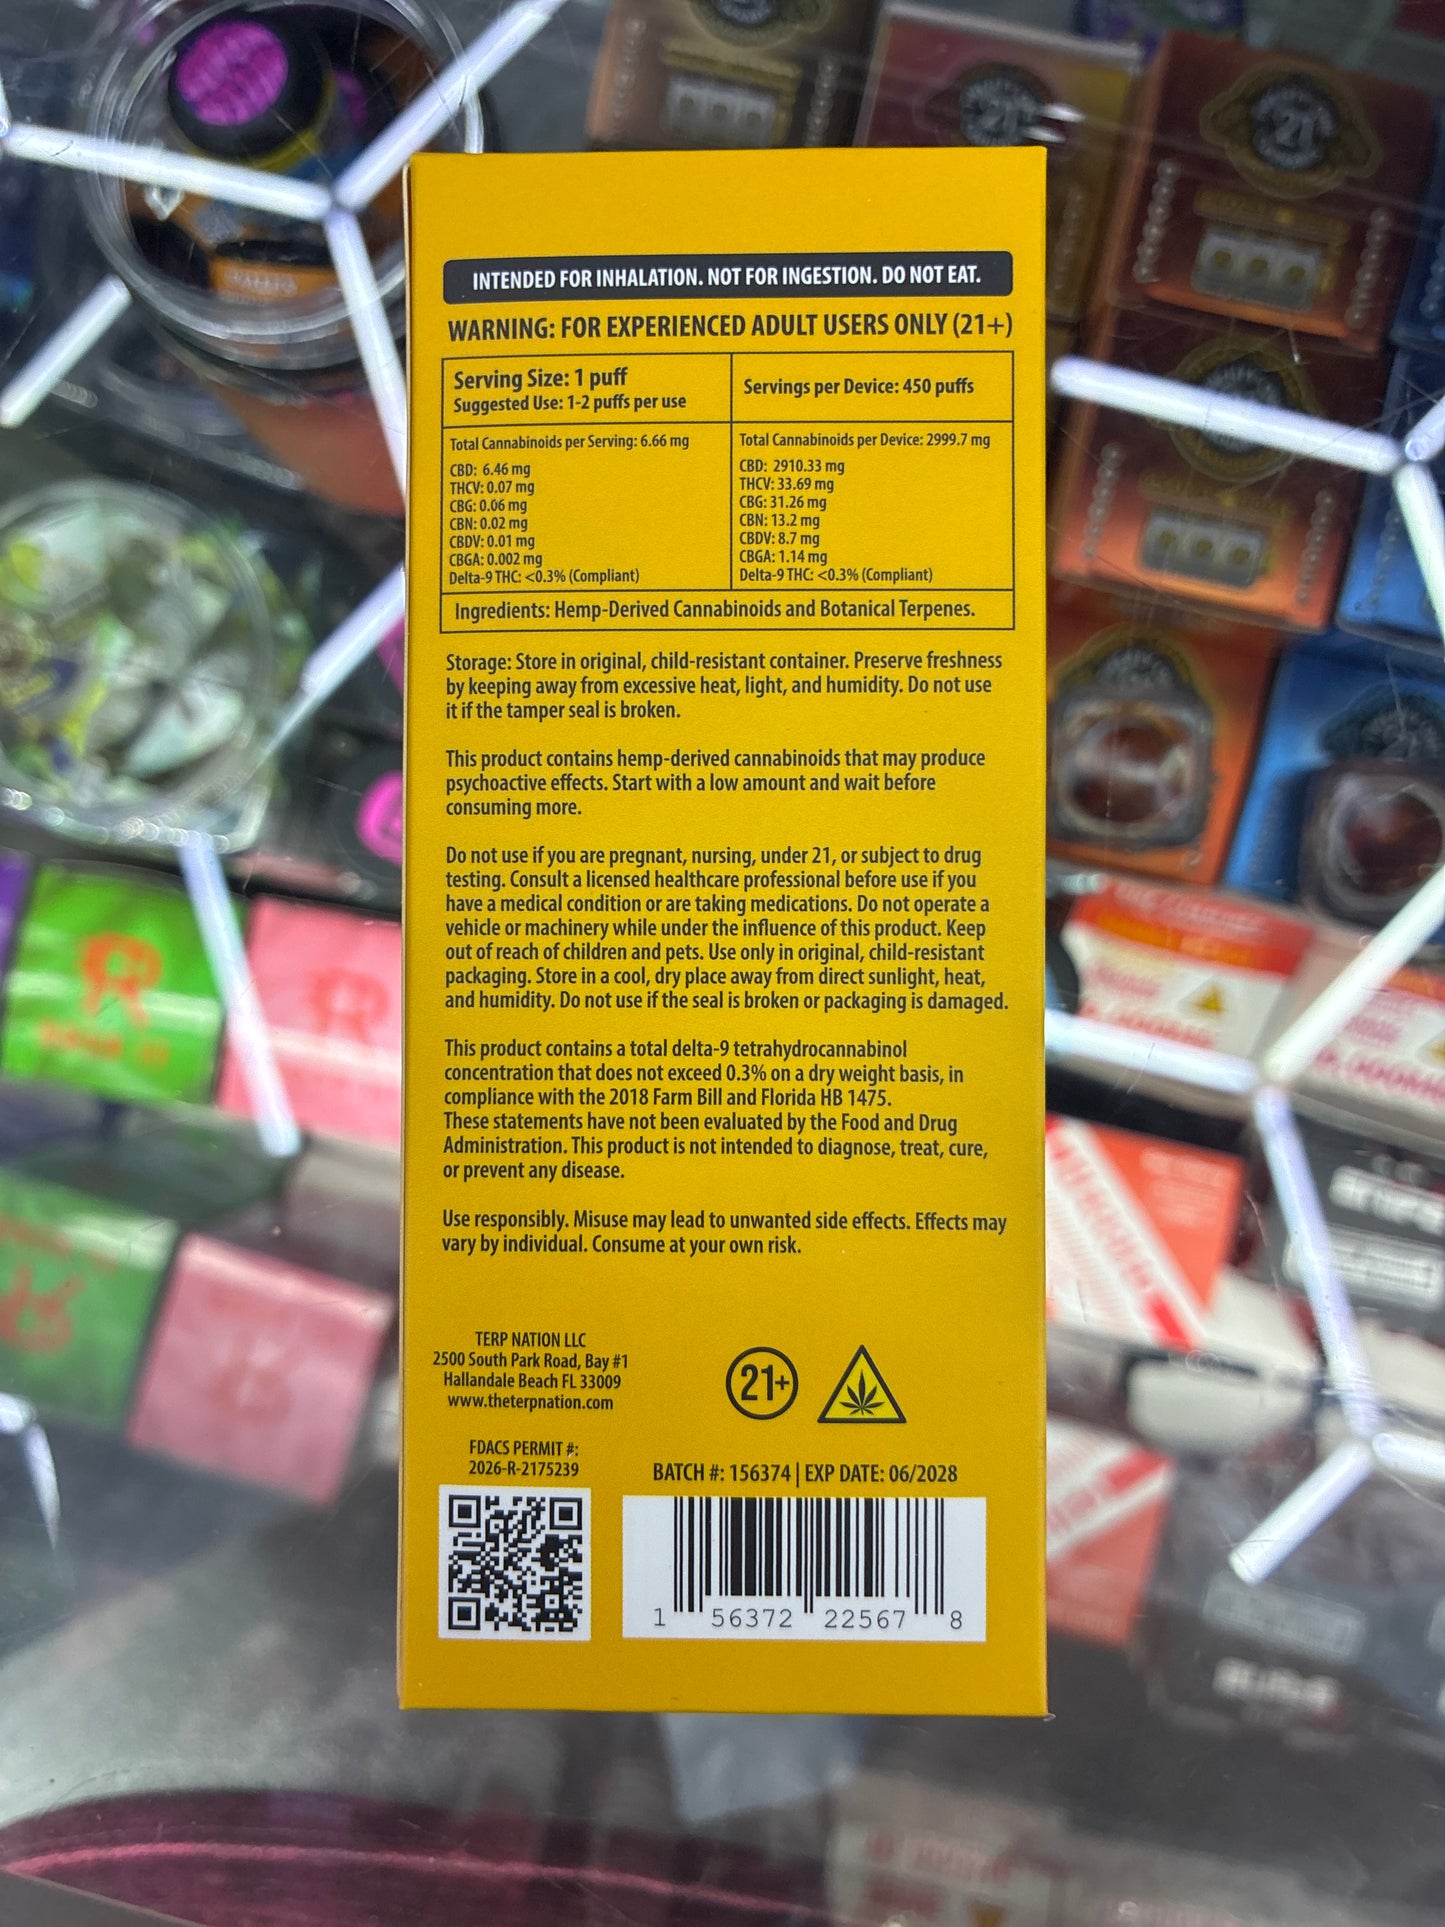 INTENDED FOR INHALATION. NOT FOR INGESTION. DO NOT EAT.
WARNING: FOR EXPERIENCED ADULT USERS ONLY (21+)
Serving Size: 1 puff
Suggested Use: 1-2 puffs per use
Servings per Device: 450 puffs
Total Cannabinoids per Serving: 6.66 mg
CBD: 6.46 mg
THCV: 0.07 mg
CBG: 0.06 mg
CBN: 0.02 mg
CBDV: 0.01 mg
CBGA: 0.002 mg
Delta-9 THC: <0.3% (Compliant)
Total Cannabinoids per Device: 2999.7 mg
CBD: 2910.33 mg
THCV: 33.69 mg
CBG: 31.26 mg
CBN: 13.2 mg
CBDV: 8.7 mg
CBGA: 1.14 mg
Delta-9 THC: <0.3% (Compliant)
Ingredients: Hemp-Derived Cannabinoids and Botanical Terpenes.
Storage: Store in original, child-resistant container. Preserve freshness
by keeping away from excessive heat, light, and humidity. Do not use
it if the tamper seal is broken.
This product contains hemp-derived cannabinoids that may produce
psychoactive effects. Start with a low amount and wait before
consuming more.
Do not use if you are pregnant, nursing, under 21, or subject to drug
testing. Consult a licensed healthcare professional before use if you
have a medical condition or are taking medications. Do not operate a
vehicle or machinery while under the influence of this product. Keep
out of reach of children and pets. Use only in original, child-resistant
packaging. Store in a cool, dry place away from direct sunlight, heat,
and humidity. Do not use if the seal is broken or packaging is damaged.
This product contains a total delta-9 tetrahydrocannabinol
concentration that does not exceed 0.3% on a dry weight basis, in
compliance with the 2018 Farm Bill and Florida HB 1475.
These statements have not been evaluated by the Food and Drug
Administration. This product is not intended to diagnose, treat, cure,
or prevent any disease.
Use responsibly. Misuse may lead to unwanted side effects. Effects may
vary by individual. Consume at your own risk.
TERP NATION LLC
2500 South Park Road, Bay #1
Hallandale Beach FL 33009
www.theterpnation.com
21+
FDACS PERMIT #:
2026-R-2175239
BATCH #: 156374 | EXP DATE: 06/2028
1 56372 22567 8
21